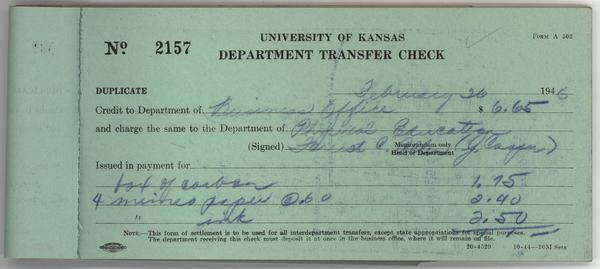 UNIVERSITY OF KANSAS
FORM A 502
No 2157
DEPARTMENT TRANSFER CHECK
DUPLICATE
February 26 1946
Credit to Department of Business Office $ 6.65
and charge the same to the Department of Physical Education
Memorandum only
(Signed) Forrest C. Allen
Head of Department
Issued in payment for
box of carbon 1.75
4 mimeo paper @ 60 2.40
" ink 2.50
NOTE.—This form of settlement is to be used for all interdepartment transfers, except state appropriations for special purposes.
The department receiving this check must deposit it at once in the business office, where it will remain on file.
20-4529 10-44—10M Sets